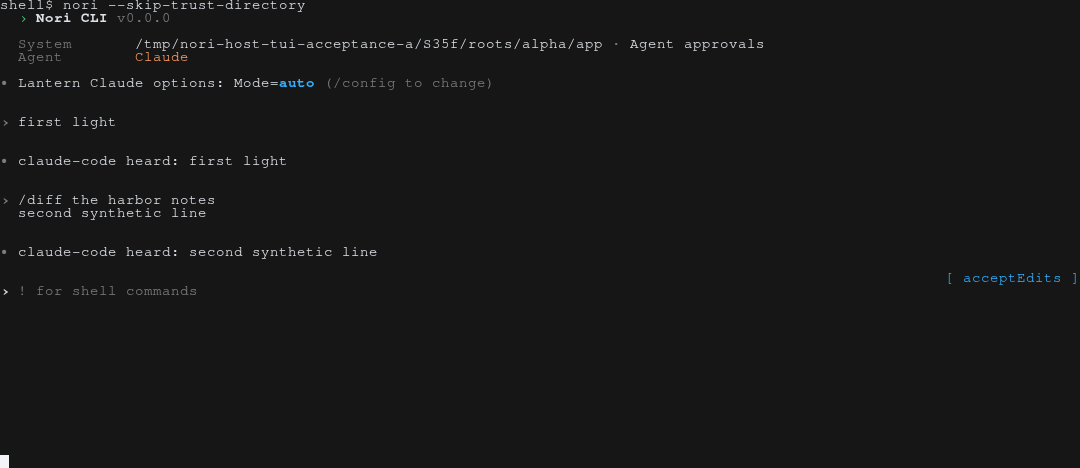 shell$ nori --skip-trust-directory
› Nori CLI v0.0.0
System /tmp/nori-host-tui-acceptance-a/S35f/roots/alpha/app · Agent approvals
Agent Claude
• Lantern Claude options: Mode=auto (/config to change)
› first light
• claude-code heard: first light
› /diff the harbor notes
second synthetic line
• claude-code heard: second synthetic line
[ acceptEdits ]
› ! for shell commands